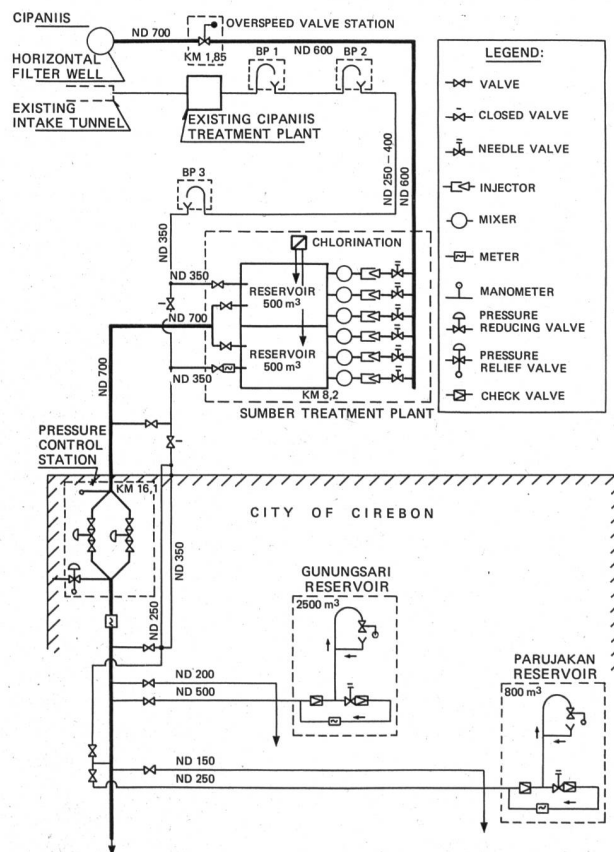 CIPANIIS
OVERSPEED VALVE STATION
ND 700
HORIZONTAL
FILTER WELL
KM 1,85
ND 600
BP 1
BP 2
EXISTING
INTAKE TUNNEL
EXISTING CIPANIIS
TREATMENT PLANT
ND 250 – 400
ND 600
BP 3
ND 350
CHLORINATION
ND 350
RESERVOIR
500 m³
ND 700
RESERVOIR
500 m³
ND 350
KM 8,2
SUMBER TREATMENT PLANT
ND 700
LEGEND:
VALVE
CLOSED VALVE
NEEDLE VALVE
INJECTOR
MIXER
METER
MANOMETER
PRESSURE
REDUCING VALVE
PRESSURE
RELIEF VALVE
CHECK VALVE
PRESSURE
CONTROL
STATION
KM 16,1
CITY OF CIREBON
ND 350
ND 250
GUNUNGSARI
RESERVOIR
2500 m³
PARUJAKAN
RESERVOIR
800 m³
ND 200
ND 500
ND 150
ND 250